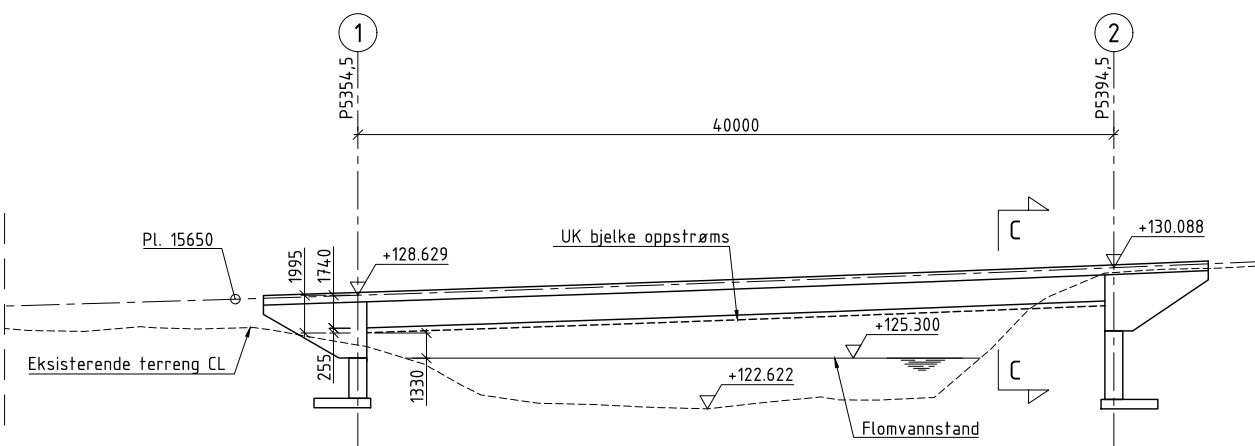 1
2
P5354,5
P5394,5
40000
C
Pl. 15650
UK bjelke oppstrøms
+130.088
1995
1740
+128.629
+125.300
Eksisterende terreng CL
255
1330
+122.622
C
Flomvannstand